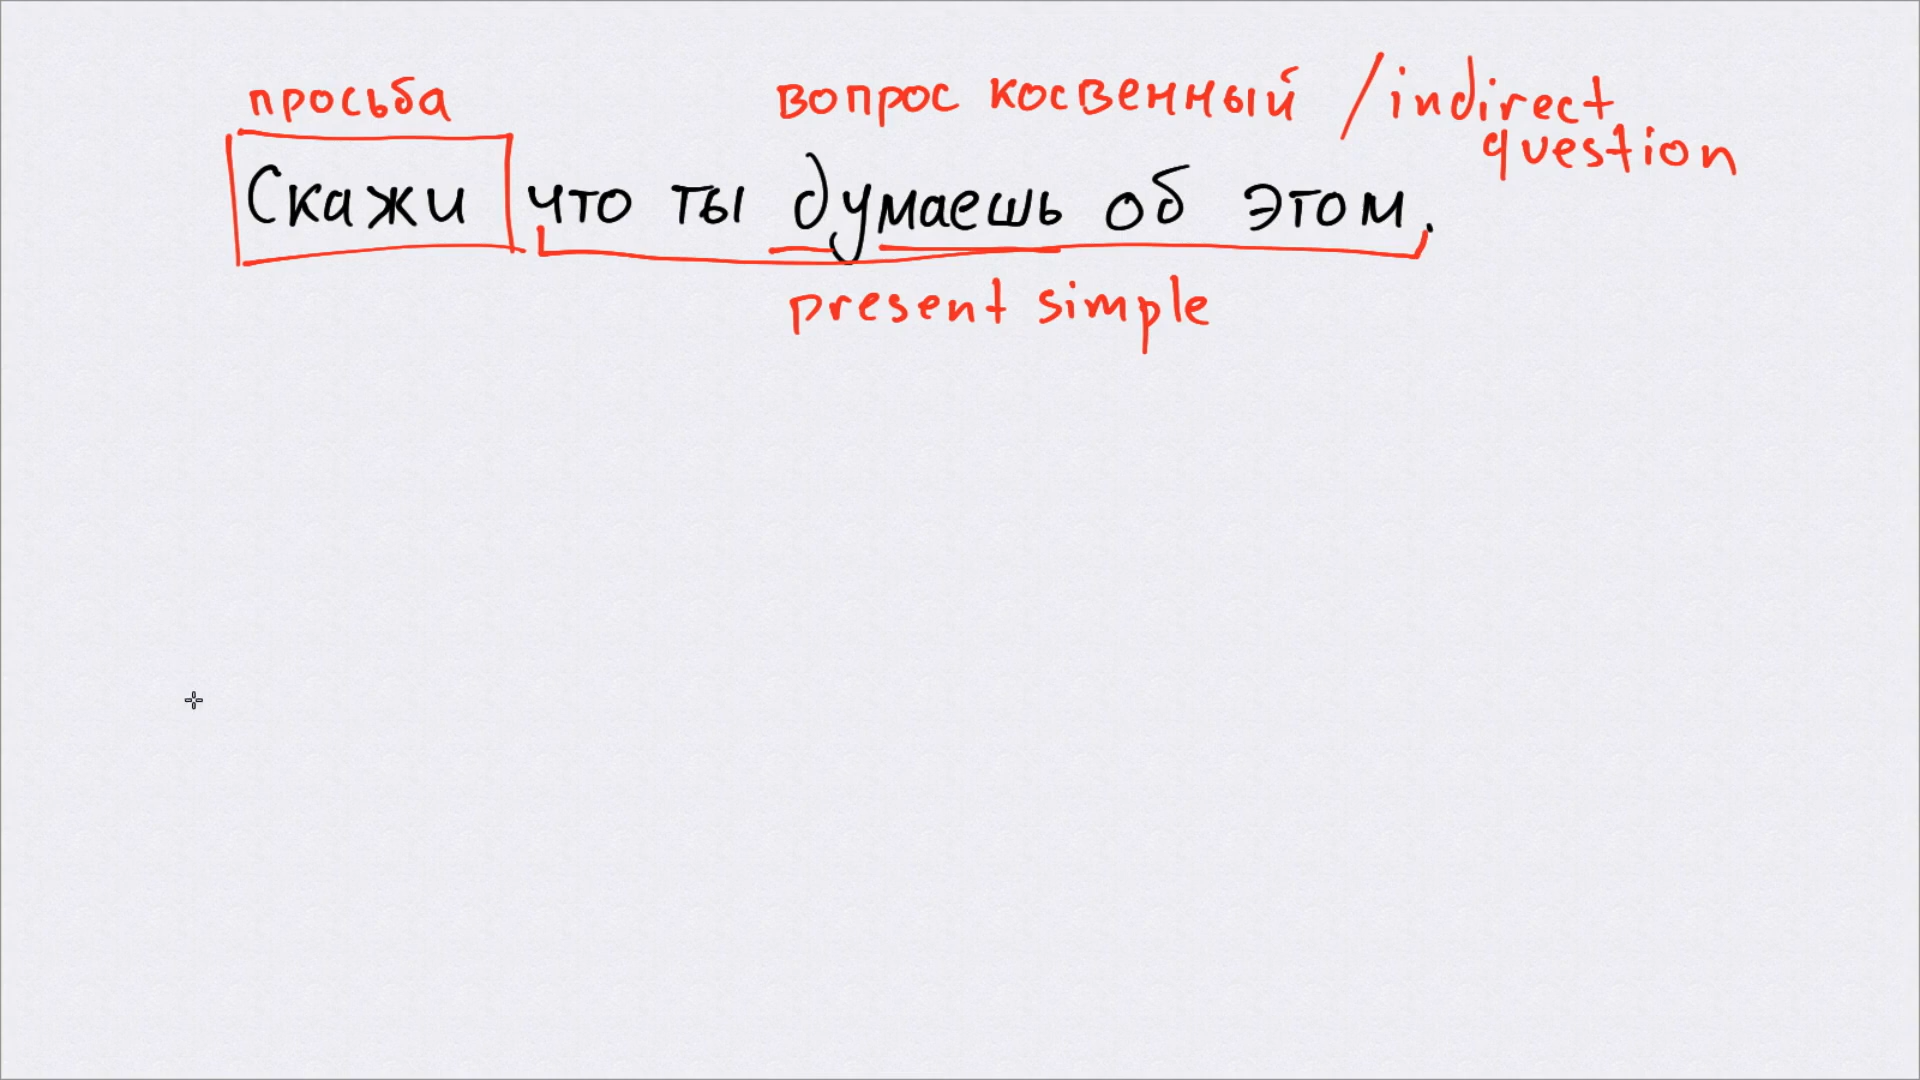 просьба вопрос косвенный / indirect
question
Скажи что ты думаешь об этом.
present simple